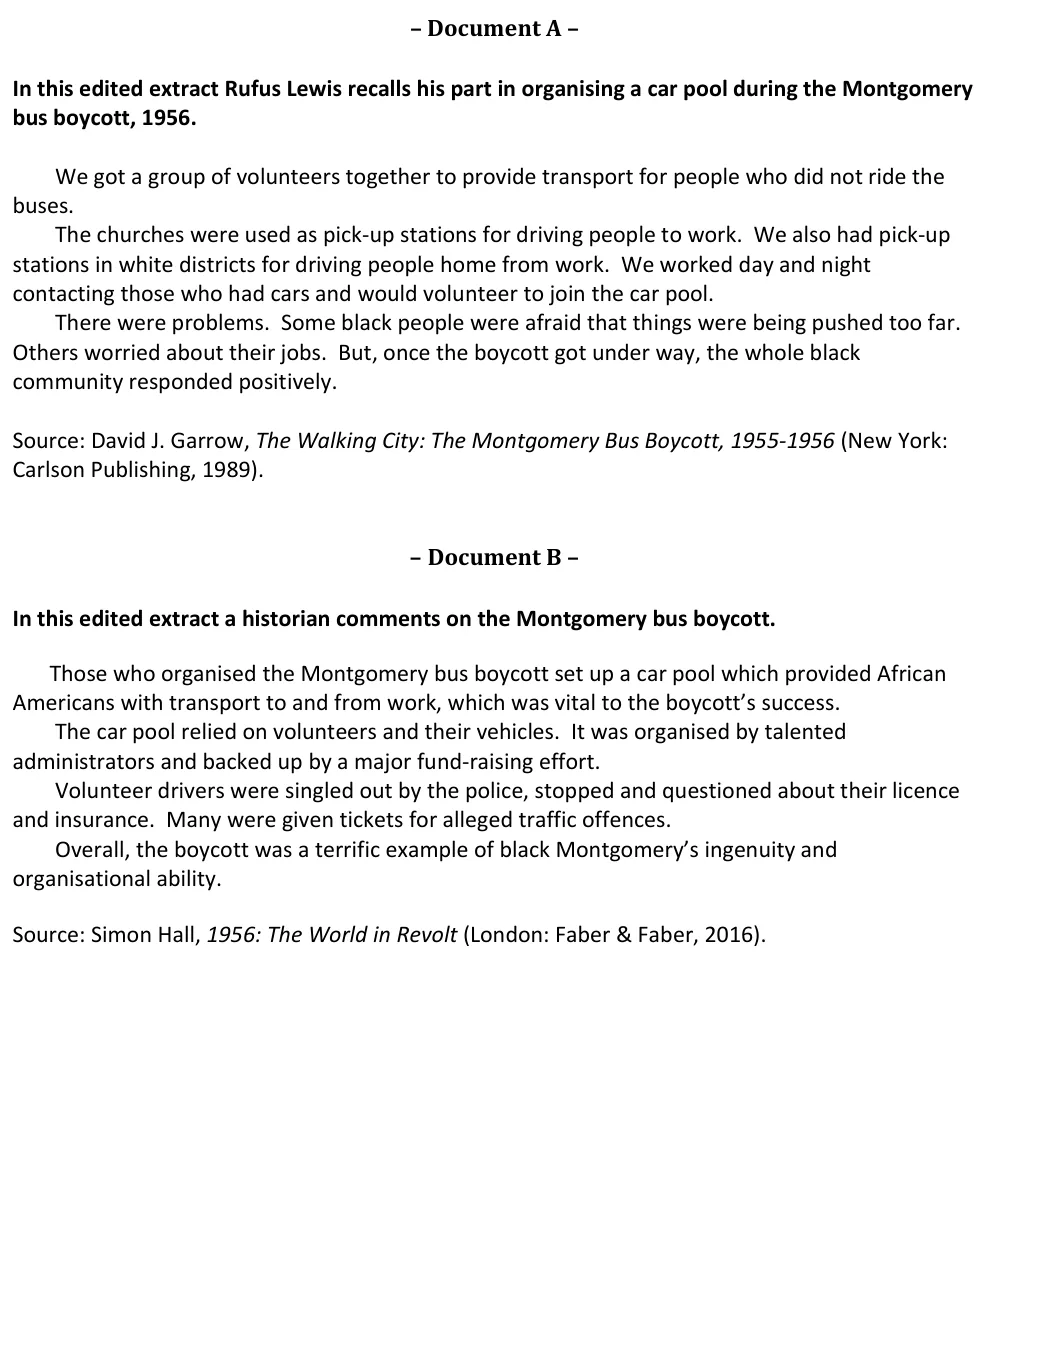 – Document A –
In this edited extract Rufus Lewis recalls his part in organising a car pool during the Montgomery
bus boycott, 1956.
We got a group of volunteers together to provide transport for people who did not ride the
buses.
The churches were used as pick-up stations for driving people to work.  We also had pick-up
stations in white districts for driving people home from work.  We worked day and night
contacting those who had cars and would volunteer to join the car pool.
There were problems.  Some black people were afraid that things were being pushed too far.
Others worried about their jobs.  But, once the boycott got under way, the whole black
community responded positively.
Source: David J. Garrow, The Walking City: The Montgomery Bus Boycott, 1955-1956 (New York:
Carlson Publishing, 1989).
– Document B –
In this edited extract a historian comments on the Montgomery bus boycott.
Those who organised the Montgomery bus boycott set up a car pool which provided African
Americans with transport to and from work, which was vital to the boycott’s success.
The car pool relied on volunteers and their vehicles.  It was organised by talented
administrators and backed up by a major fund-raising effort.
Volunteer drivers were singled out by the police, stopped and questioned about their licence
and insurance.  Many were given tickets for alleged traffic offences.
Overall, the boycott was a terrific example of black Montgomery’s ingenuity and
organisational ability.
Source: Simon Hall, 1956: The World in Revolt (London: Faber & Faber, 2016).